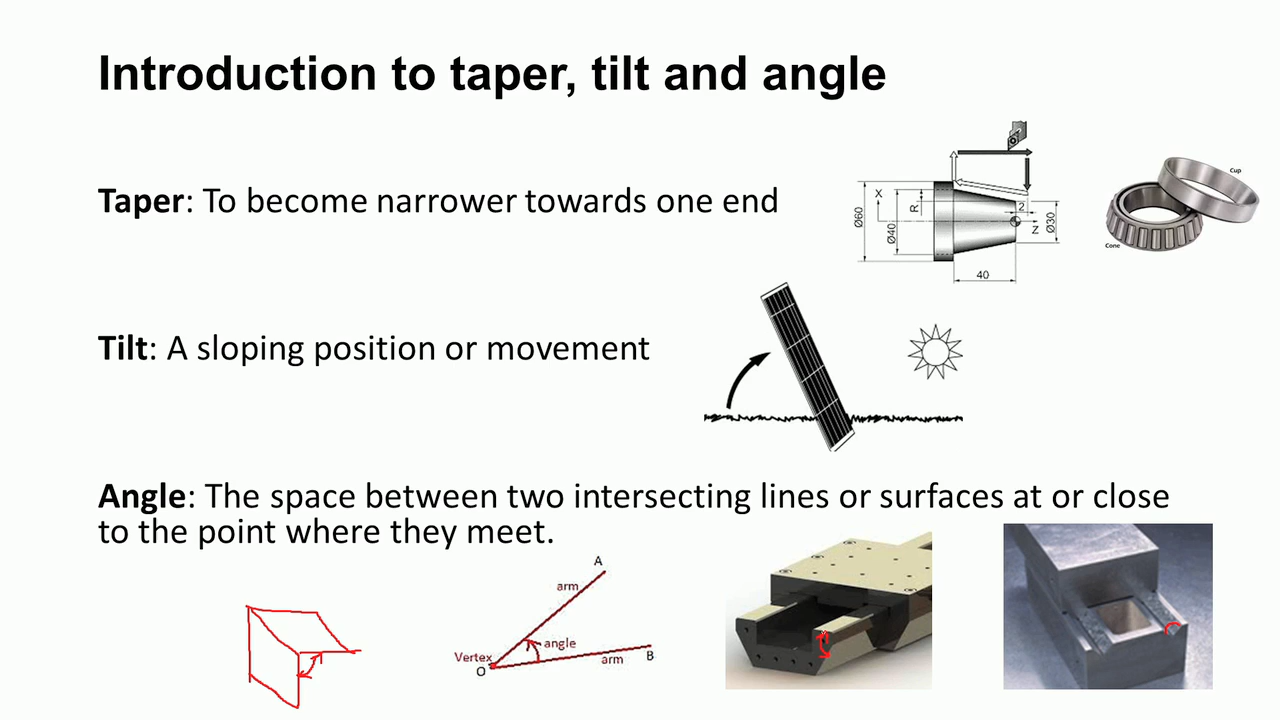 Introduction to taper, tilt and angle
Taper: To become narrower towards one end
X
R
2
Z
Ø60
Ø40
Ø30
40
Cup
Cone
Tilt: A sloping position or movement
Angle: The space between two intersecting lines or surfaces at or close
to the point where they meet.
A
arm
angle
Vertex
O
arm
B